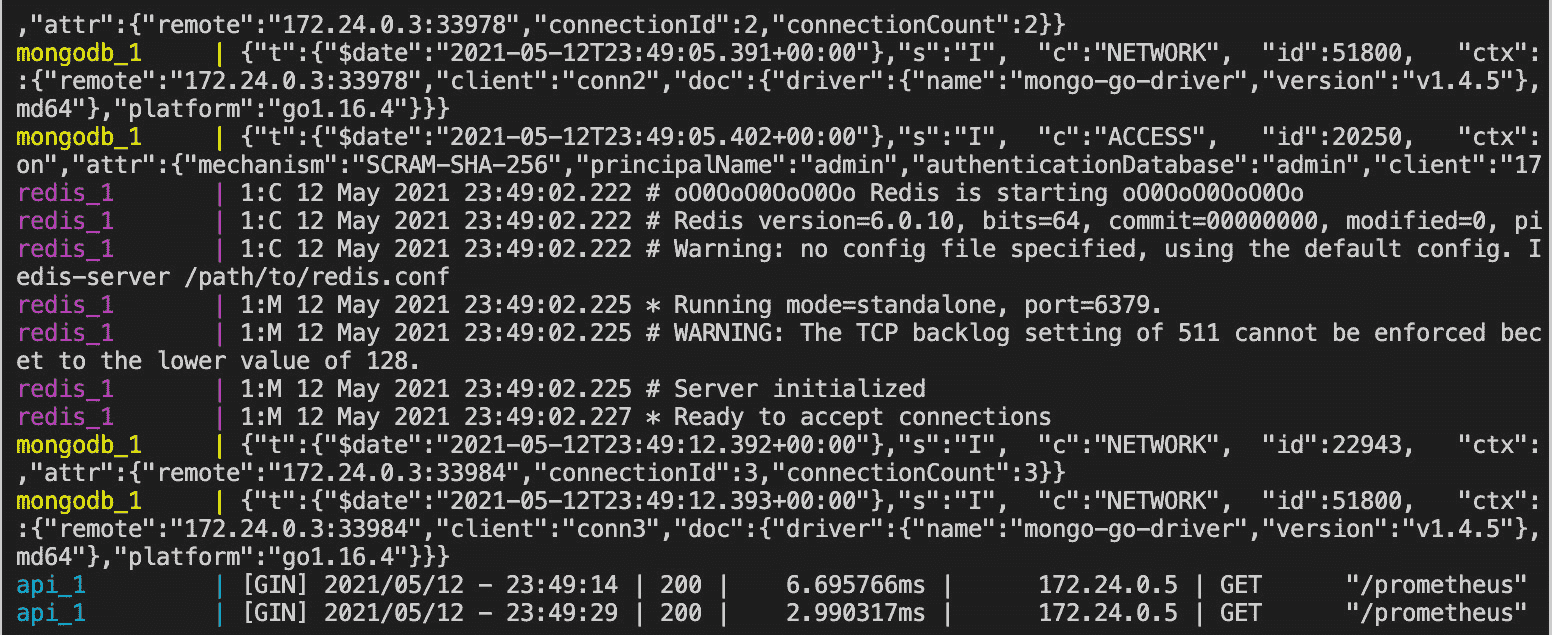 ,"attr":{"remote":"172.24.0.3:33978","connectionId":2,"connectionCount":2}}
mongodb_1     | {"t":{"$date":"2021-05-12T23:49:05.391+00:00"},"s":"I",  "c":"NETWORK",  "id":51800,   "ctx":
:{"remote":"172.24.0.3:33978","client":"conn2","doc":{"driver":{"name":"mongo-go-driver","version":"v1.4.5"},
md64"},"platform":"go1.16.4"}}}
mongodb_1     | {"t":{"$date":"2021-05-12T23:49:05.402+00:00"},"s":"I",  "c":"ACCESS",   "id":20250,   "ctx":
on","attr":{"mechanism":"SCRAM-SHA-256","principalName":"admin","authenticationDatabase":"admin","client":"17
redis_1       | 1:C 12 May 2021 23:49:02.222 # oO0OoO0OoO0Oo Redis is starting oO0OoO0OoO0Oo
redis_1       | 1:C 12 May 2021 23:49:02.222 # Redis version=6.0.10, bits=64, commit=00000000, modified=0, pi
redis_1       | 1:C 12 May 2021 23:49:02.222 # Warning: no config file specified, using the default config. I
edis-server /path/to/redis.conf
redis_1       | 1:M 12 May 2021 23:49:02.225 * Running mode=standalone, port=6379.
redis_1       | 1:M 12 May 2021 23:49:02.225 # WARNING: The TCP backlog setting of 511 cannot be enforced bec
et to the lower value of 128.
redis_1       | 1:M 12 May 2021 23:49:02.225 # Server initialized
redis_1       | 1:M 12 May 2021 23:49:02.227 * Ready to accept connections
mongodb_1     | {"t":{"$date":"2021-05-12T23:49:12.392+00:00"},"s":"I",  "c":"NETWORK",  "id":22943,   "ctx":
,"attr":{"remote":"172.24.0.3:33984","connectionId":3,"connectionCount":3}}
mongodb_1     | {"t":{"$date":"2021-05-12T23:49:12.393+00:00"},"s":"I",  "c":"NETWORK",  "id":51800,   "ctx":
:{"remote":"172.24.0.3:33984","client":"conn3","doc":{"driver":{"name":"mongo-go-driver","version":"v1.4.5"},
md64"},"platform":"go1.16.4"}}}
api_1         | [GIN] 2021/05/12 - 23:49:14 | 200 |    6.695766ms |      172.24.0.5 | GET      "/prometheus"
api_1         | [GIN] 2021/05/12 - 23:49:29 | 200 |    2.990317ms |      172.24.0.5 | GET      "/prometheus"